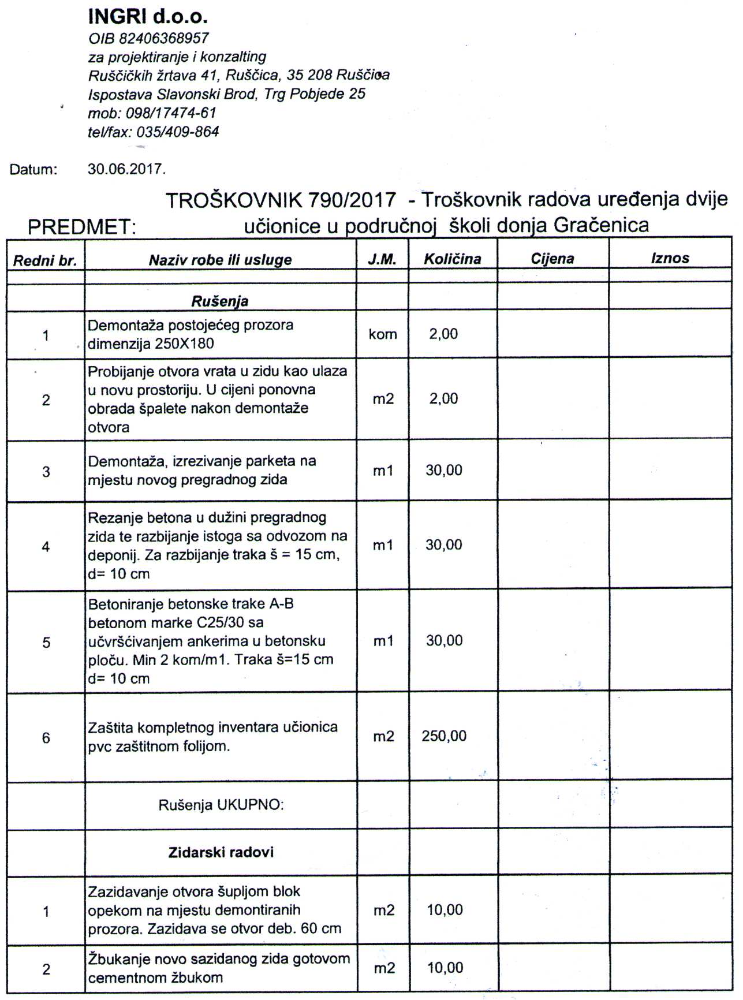 INGRI d.o.o.
OIB 82406368957
za projektiranje i konzalting
Ruščičkih žrtava 41, Ruščica, 35 208 Ruščica
Ispostava Slavonski Brod, Trg Pobjede 25
mob: 098/17474-61
tel/fax: 035/409-864
Datum: 30.06.2017.
TROŠKOVNIK 790/2017 - Troškovnik radova uređenja dvije
PREDMET: učionice u područnoj školi donja Gračenica
Redni br. Naziv robe ili usluge J.M. Količina Cijena Iznos
Rušenja
Demontaža postojećeg prozora
1 kom 2,00
dimenzija 250X180
Probijanje otvora vrata u zidu kao ulaza
u novu prostoriju. U cijeni ponovna
2 m2 2,00
obrada špalete nakon demontaže
otvora
Demontaža, izrezivanje parketa na
3 m1 30,00
mjestu novog pregradnog zida
Rezanje betona u dužini pregradnog
zida te razbijanje istoga sa odvozom na
4 m1 30,00
deponij. Za razbijanje traka š = 15 cm,
d= 10 cm
Betoniranje betonske trake A-B
betonom marke C25/30 sa
5 učvršćivanjem ankerima u betonsku m1 30,00
ploču. Min 2 kom/m1. Traka š=15 cm
d= 10 cm
Zaštita kompletnog inventara učionica
6 m2 250,00
pvc zaštitnom folijom.
Rušenja UKUPNO:
Zidarski radovi
Zazidavanje otvora šupljom blok
1 opekom na mjestu demontiranih m2 10,00
prozora. Zazidava se otvor deb. 60 cm
Žbukanje novo sazidanog zida gotovom
2 m2 10,00
cementnom žbukom